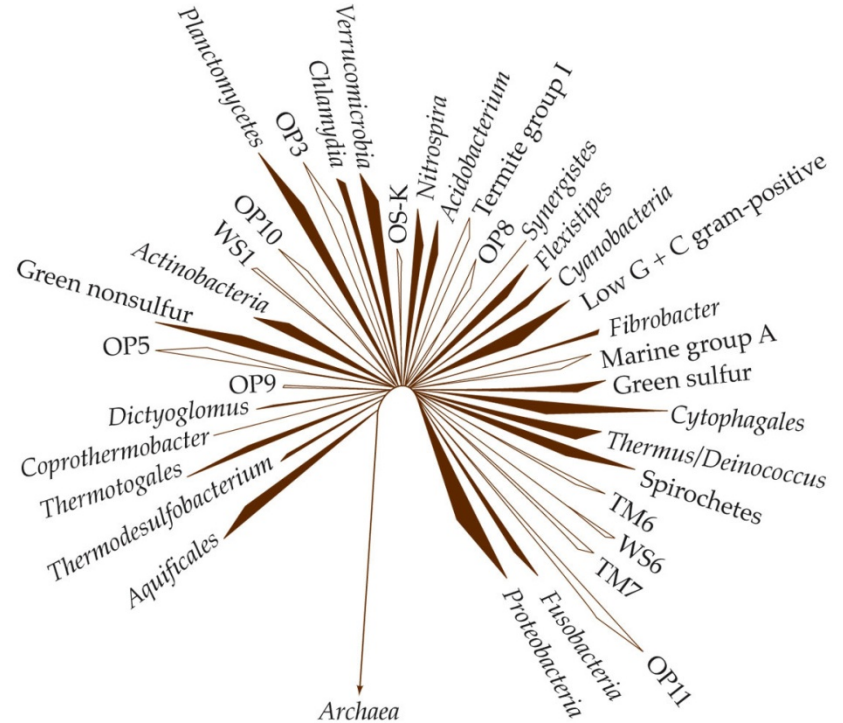 Planctomycetes
OP3
Chlamydia
Verrucomicrobia
OS-K
Nitrospira
Acidobacterium
Termite group I
OP8
Synergistes
Flexistipes
Cyanobacteria
Low G + C gram-positive
Fibrobacter
Marine group A
Green sulfur
Cytophagales
Thermus/Deinococcus
Spirochetes
TM6
WS6
TM7
OP11
Fusobacteria
Proteobacteria
Archaea
Aquificales
Thermodesulfobacterium
Thermotogales
Coprothermobacter
Dictyoglomus
OP9
OP5
Green nonsulfur
Actinobacteria
WS1
OP10